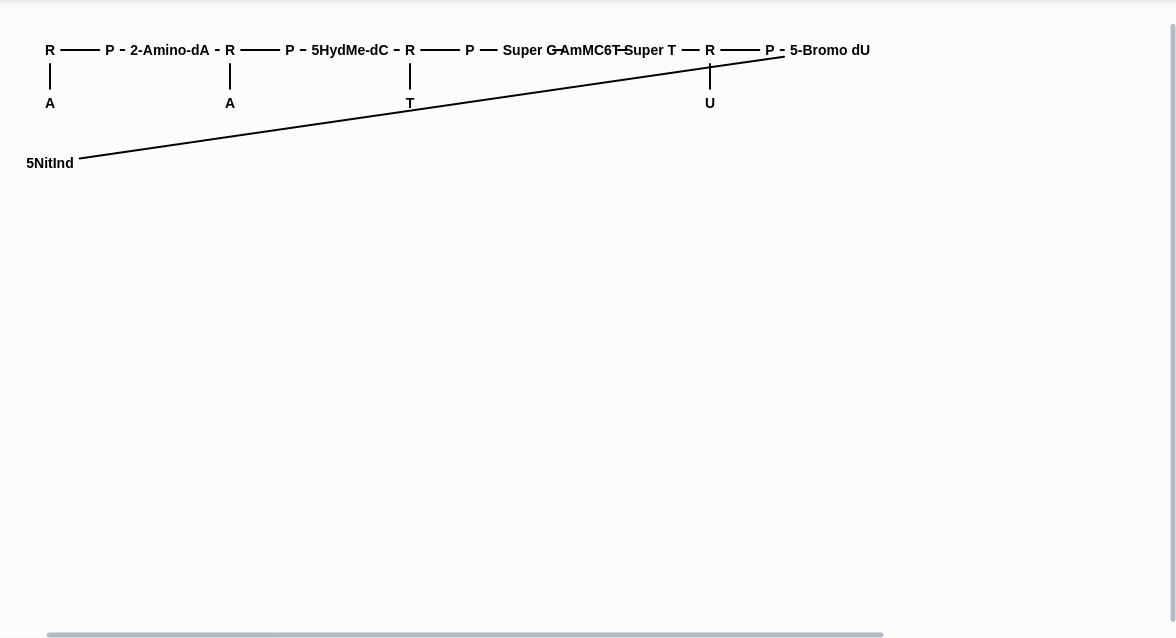 R P 2-Amino-dA R P 5HydMe-dC R P Super G AmMC6T Super T R P 5-Bromo dU
A A T U
5NitInd